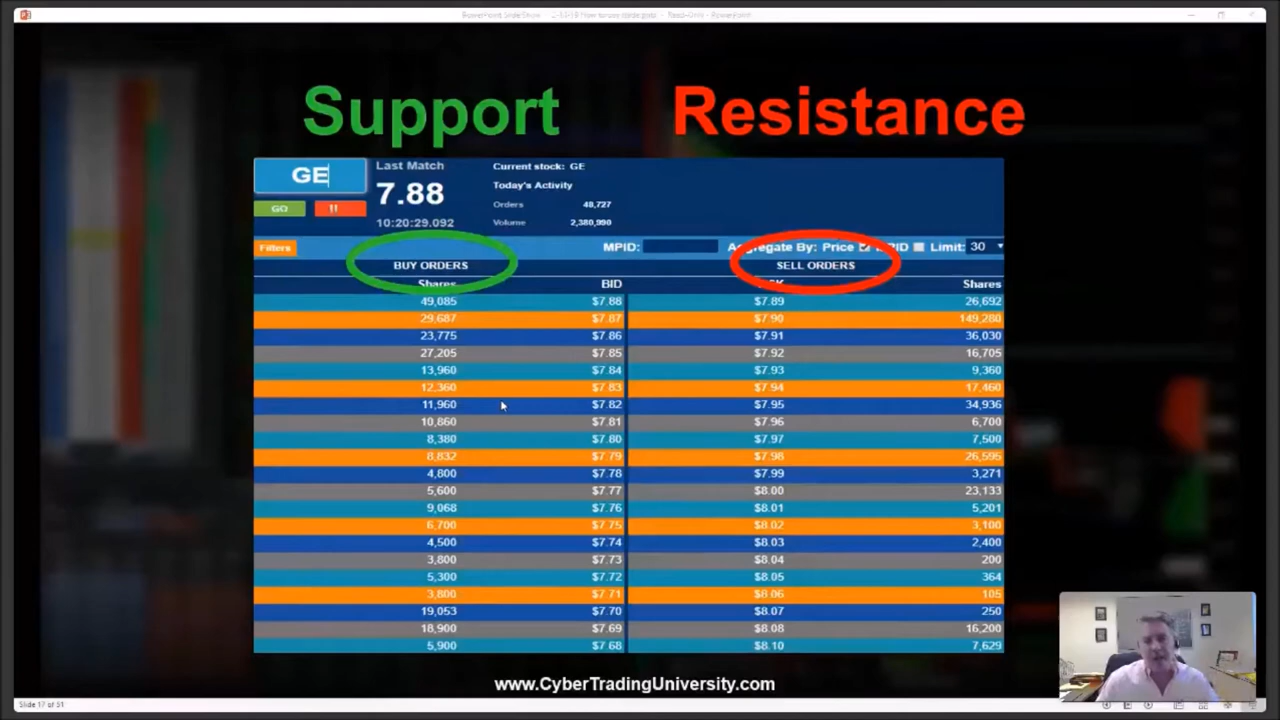 Support Resistance
GE Last Match Current stock: GE
7.88 Today's Activity
GO Orders 48,727
10:20:29.092 Volume 2,380,990
Filters MPID: Aggregate By: Price MPID Limit: 30
BUY ORDERS SELL ORDERS
Shares BID ASK Shares
49,085 $7.88 $7.89 26,692
29,687 $7.87 $7.90 149,280
23,775 $7.86 $7.91 36,030
27,205 $7.85 $7.92 16,705
13,960 $7.84 $7.93 9,360
12,360 $7.83 $7.94 17,460
11,960 $7.82 $7.95 34,936
10,860 $7.81 $7.96 6,700
8,380 $7.80 $7.97 7,500
8,832 $7.79 $7.98 26,595
4,800 $7.78 $7.99 3,271
5,600 $7.77 $8.00 23,133
9,068 $7.76 $8.01 5,201
6,700 $7.75 $8.02 3,100
4,500 $7.74 $8.03 2,400
3,800 $7.73 $8.04 200
5,300 $7.72 $8.05 364
3,800 $7.71 $8.06 105
19,053 $7.70 $8.07 250
18,900 $7.69 $8.08 16,200
5,900 $7.68 $8.10 7,629
www.CyberTradingUniversity.com
Slide 17 of 51